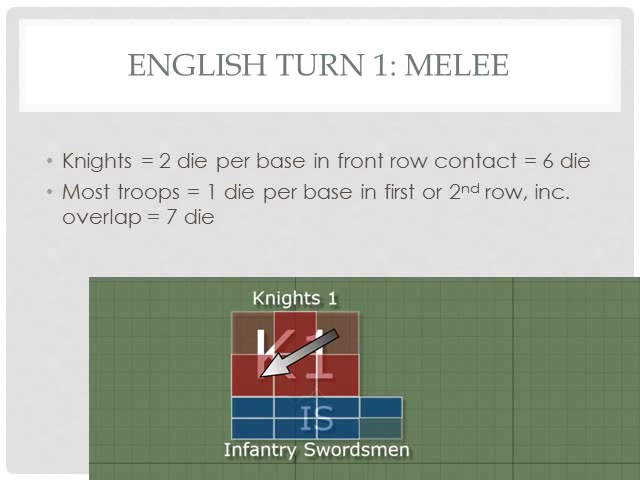 ENGLISH TURN 1: MELEE
• Knights = 2 die per base in front row contact = 6 die
• Most troops = 1 die per base in first or 2nd row, inc.
overlap = 7 die
Knights 1
K1
IS
Infantry Swordsmen